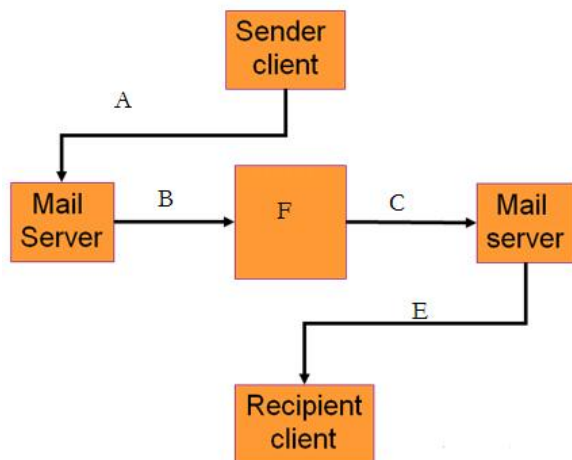 Sender
client
A
Mail
Server
B
F
C
Mail
server
E
Recipient
client